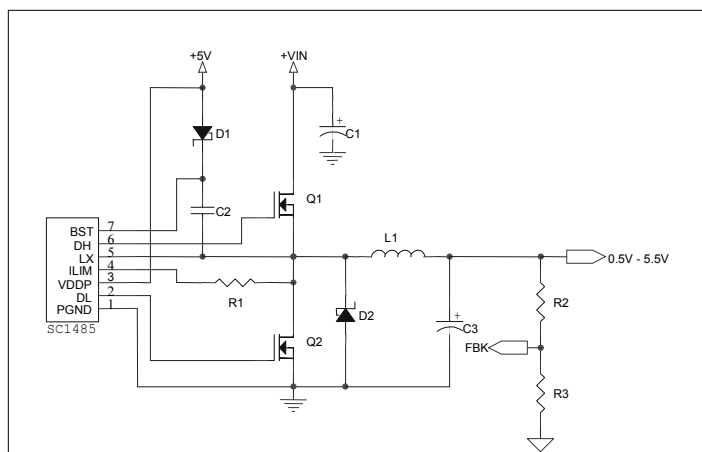 +5V
+VIN
D1
+
C1
Q1
BST
7
C2
DH
6
L1
LX
5
0.5V - 5.5V
ILIM
4
VDDP
3
R1
R2
DL
2
D2
+
C3
PGND
1
Q2
FBK
SC1485
R3